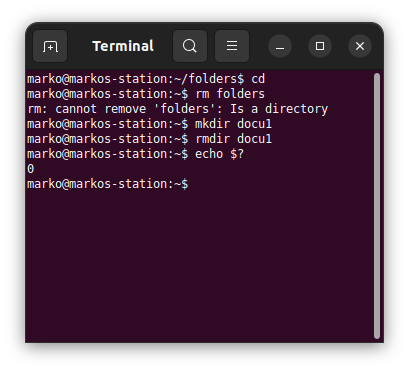 Terminal
marko@markos-station:~/folders$ cd
marko@markos-station:~$ rm folders
rm: cannot remove 'folders': Is a directory
marko@markos-station:~$ mkdir docu1
marko@markos-station:~$ rmdir docu1
marko@markos-station:~$ echo $?
0
marko@markos-station:~$